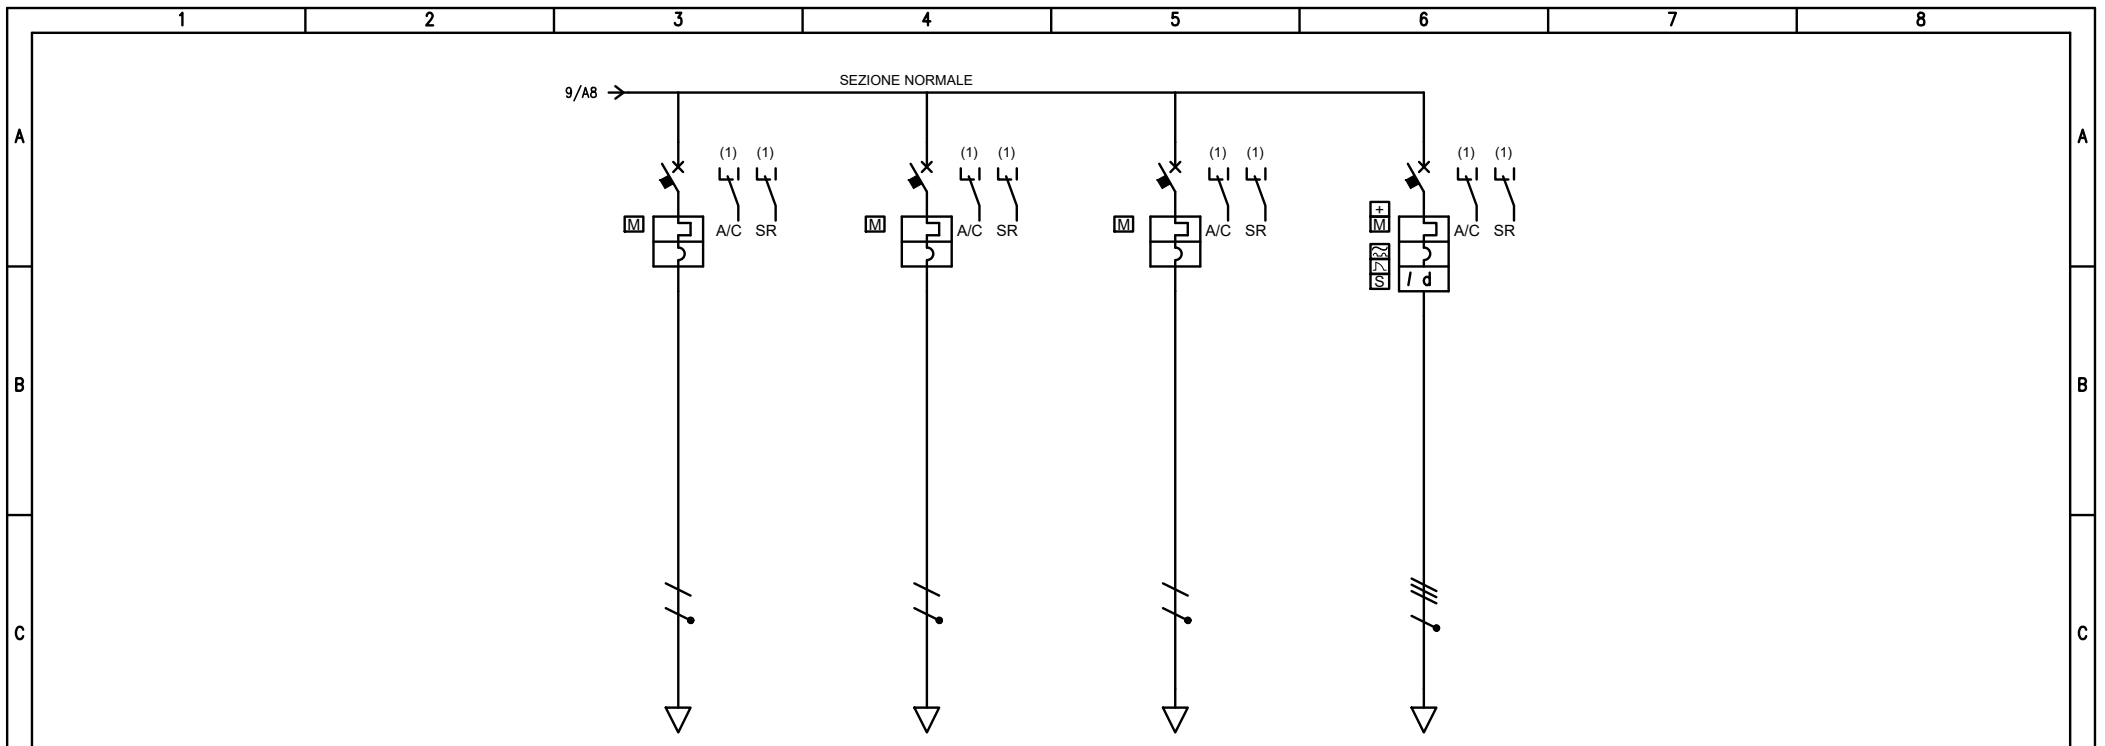 1 2 3 4 5 6 7 8
SEZIONE NORMALE
9/A8
A A
(1) (1) (1) (1) (1) (1) (1) (1)
+
M A/C SR M A/C SR M A/C SR M A/C SR
S I d
B B
C C